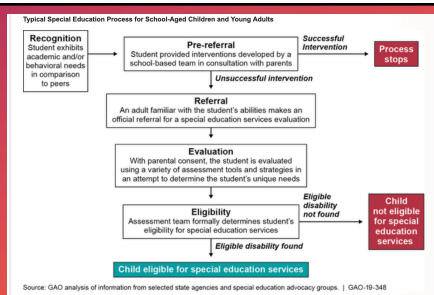 Typical Special Education Process for School-Aged Children and Young Adults
Recognition
Student exhibits
academic and/or
behavioral needs
in comparison
to peers
Pre-referral
Student provided interventions developed by a
school-based team in consultation with parents
Successful
Intervention
Process
stops
Unsuccessful intervention
Referral
An adult familiar with the student's abilities makes an
official referral for a special education services evaluation
Evaluation
With parental consent, the student is evaluated
using a variety of assessment tools and strategies in
an attempt to determine the student's unique needs
Eligibility
Assessment team formally determines student's
eligibility for special education services
Eligible
disability
not found
Child
not eligible
for special
education
services
Eligible disability found
Child eligible for special education services
Source: GAO analysis of information from selected state agencies and special education advocacy groups. | GAO-19-348